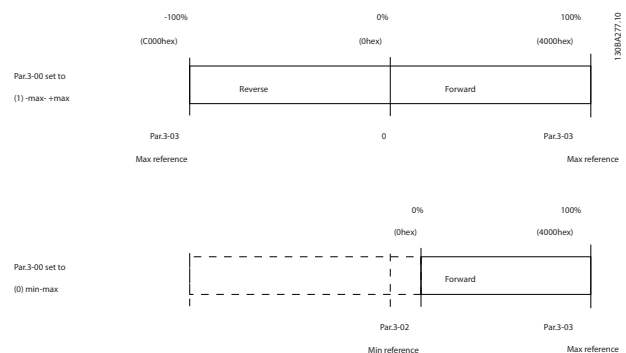 -100% 0% 100%
(C000hex) (0hex) (4000hex)
130BA277.10
Par.3-00 set to
(1) -max- +max
Reverse Forward
Par.3-03 0 Par.3-03
Max reference Max reference
0% 100%
(0hex) (4000hex)
Par.3-00 set to
(0) min-max
Forward
Par.3-02 Par.3-03
Min reference Max reference